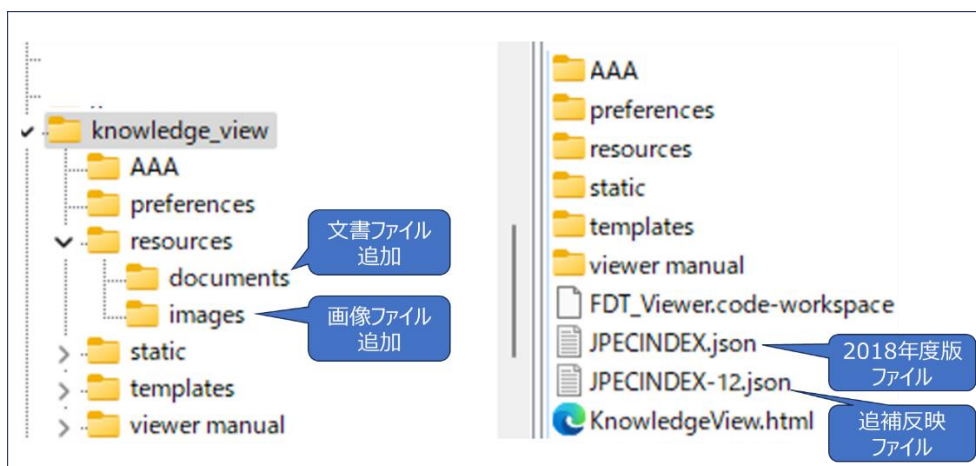 knowledge_view
AAA
preferences
resources
documents
images
static
templates
viewer manual
文書ファイル
追加
画像ファイル
追加
AAA
preferences
resources
static
templates
viewer manual
FDT_Viewer.code-workspace
JPECINDEX.json
JPECINDEX-12.json
KnowledgeView.html
2018年度版
ファイル
追補反映
ファイル